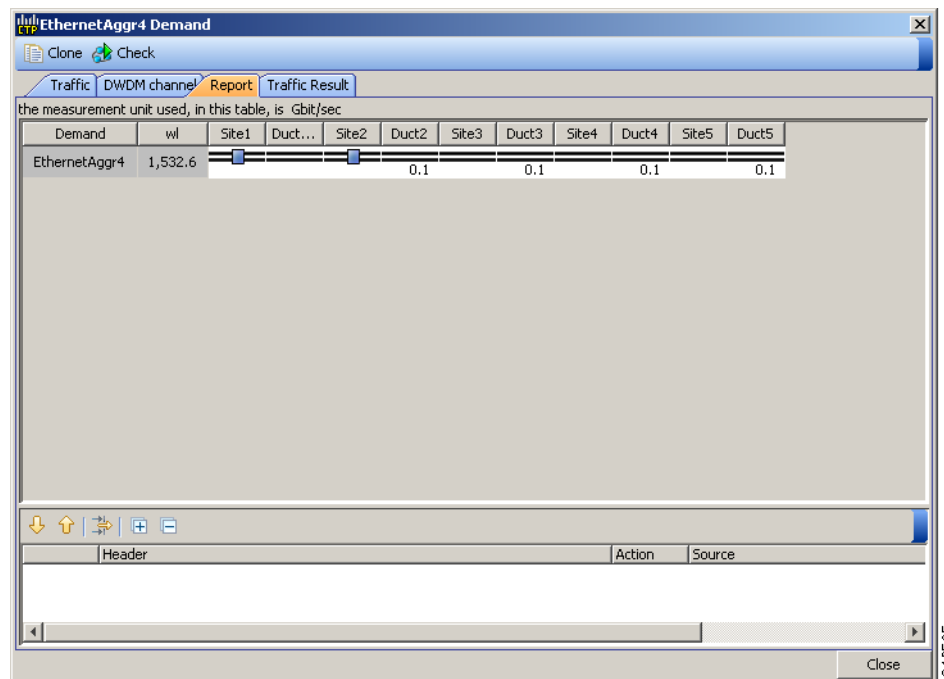 CTP EthernetAggr4 Demand
Clone Check
Traffic DWDM channel Report Traffic Result
the measurement unit used, in this table, is Gbit/sec
Demand wl Site1 Duct... Site2 Duct2 Site3 Duct3 Site4 Duct4 Site5 Duct5
EthernetAggr4 1,532.6 0.1 0.1 0.1 0.1
Header Action Source
Close